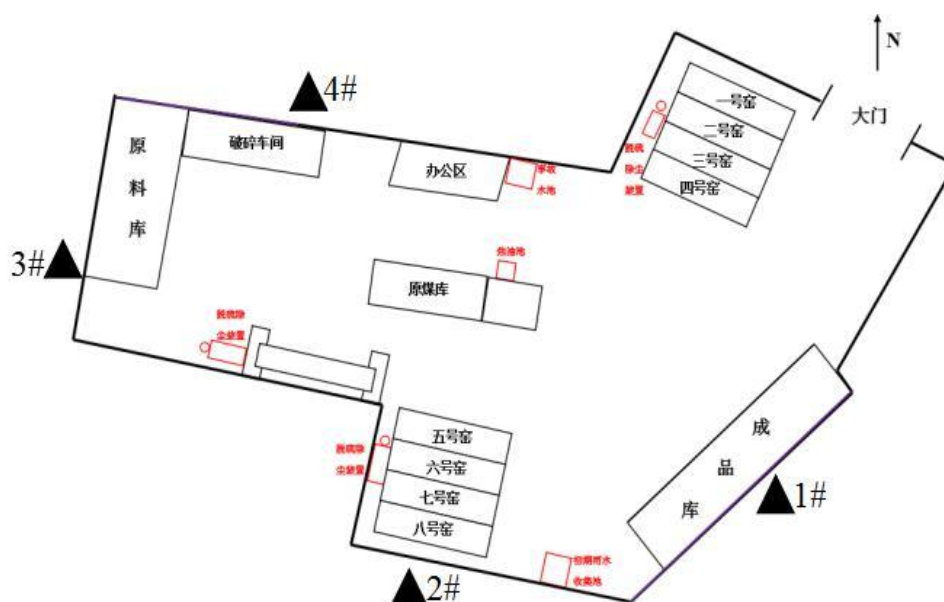 4#
N
一号窑
二号窑
三号窑
四号窑
大门
脱硫
除尘
装置
原
料
库
破碎车间
办公区
事故
水池
3#
焦油池
原煤库
脱硫除
尘装置
五号窑
六号窑
七号窑
八号窑
脱硫除
尘装置
成
品
库
1#
初期雨水
收集池
2#